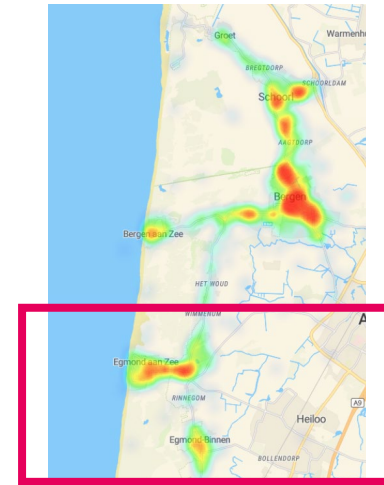 Groet
Warmenh
BREGTDORP
SCHOORLDAM
Schoorl
AAGTDORP
Bergen
Bergen aan Zee
HET WOUD
WIMMENUM
A
Egmond aan Zee
RINNEGOM
A9
Heiloo
Egmond-Binnen
BOLLENDORP